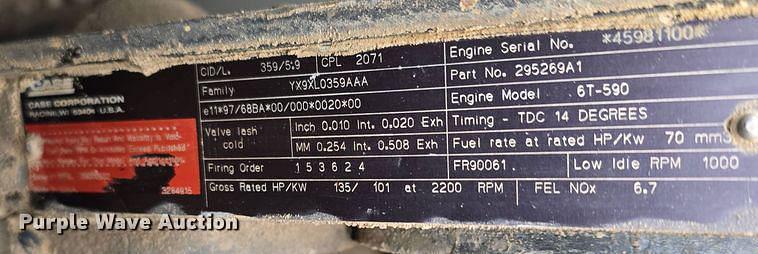 CASE
CASE CORPORATION
RACINE, WI 53404 U.S.A.
3284815
CID/L. 359/5.9 CPL 2071
Family YX9XL0359AAA
e11*97/68BA*00/000*0020*00
Valve lash cold Inch 0.010 Int. 0.020 Exh
MM 0.254 Int. 0.508 Exh
Firing Order 1 5 3 6 2 4
Gross Rated HP/KW 135/ 101 at 2200 RPM FEL NOx 6.7
Engine Serial No. *45981100*
Part No. 295269A1
Engine Model 6T-590
Timing - TDC 14 DEGREES
Fuel rate at rated HP/Kw 70 mm3
FR90061 Low Idle RPM 1000
Purple Wave Auction